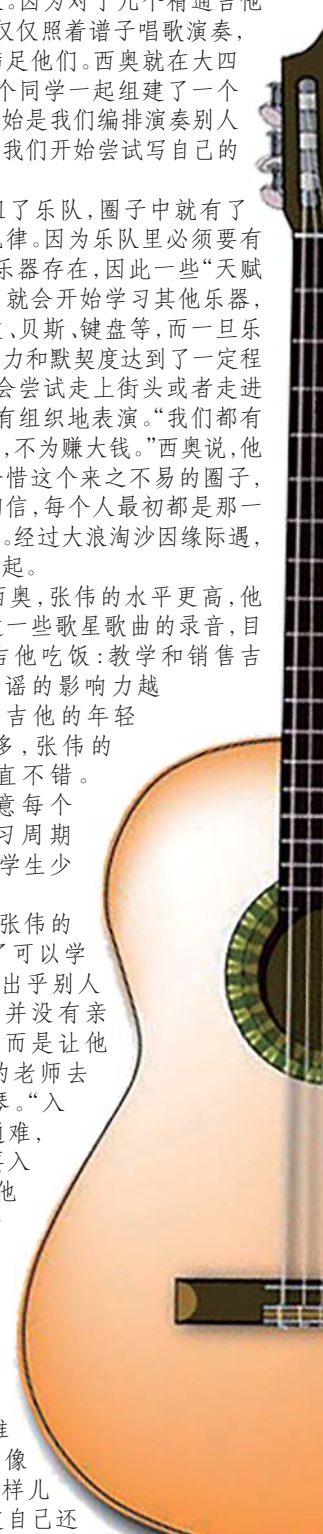 因为对于几个精通吉他
仅仅照着谱子唱歌演奏,
足他们。西奥就在大四
个同学一起组建了一个
始是我们编排演奏别人
我们开始尝试写自己的
了乐队,圈子中就有了
律。因为乐队里必须要有
乐器存在,因此一些“天赋
就会开始学习其他乐器,
、贝斯、键盘等,而一旦乐
力和默契度达到了一定程
会尝试走上街头或者走进
有组织地表演。“我们都有
,不为赚大钱。”西奥说,他
惜这个来之不易的圈子,
信,每个人最初都是那一
。经过大浪淘沙因缘际遇,
起。
西奥,张伟的水平更高,他
一些歌星歌曲的录音,目
吉他吃饭:教学和销售吉
谣的影响力越
吉他的年轻
多,张伟的
直不错。
意每个
习周期
学生少
张伟的
了可以学
出乎别人
并没有亲
而是让他
的老师去
琴。“入
难,
入
他
像
样儿
自己还